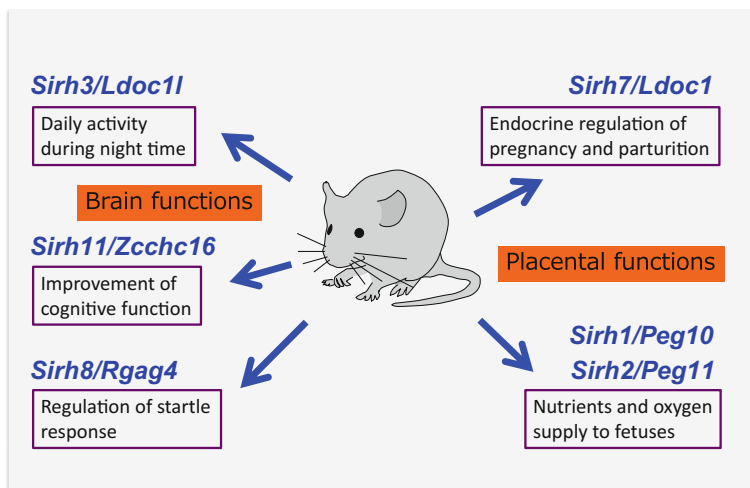 Sirh3/Ldoc1l
Daily activity
during night time
Brain functions
Sirh11/Zcchc16
Improvement of
cognitive function
Sirh8/Rgag4
Regulation of startle
response
Sirh7/Ldoc1
Endocrine regulation of
pregnancy and parturition
Placental functions
Sirh1/Peg10
Sirh2/Peg11
Nutrients and oxygen
supply to fetuses